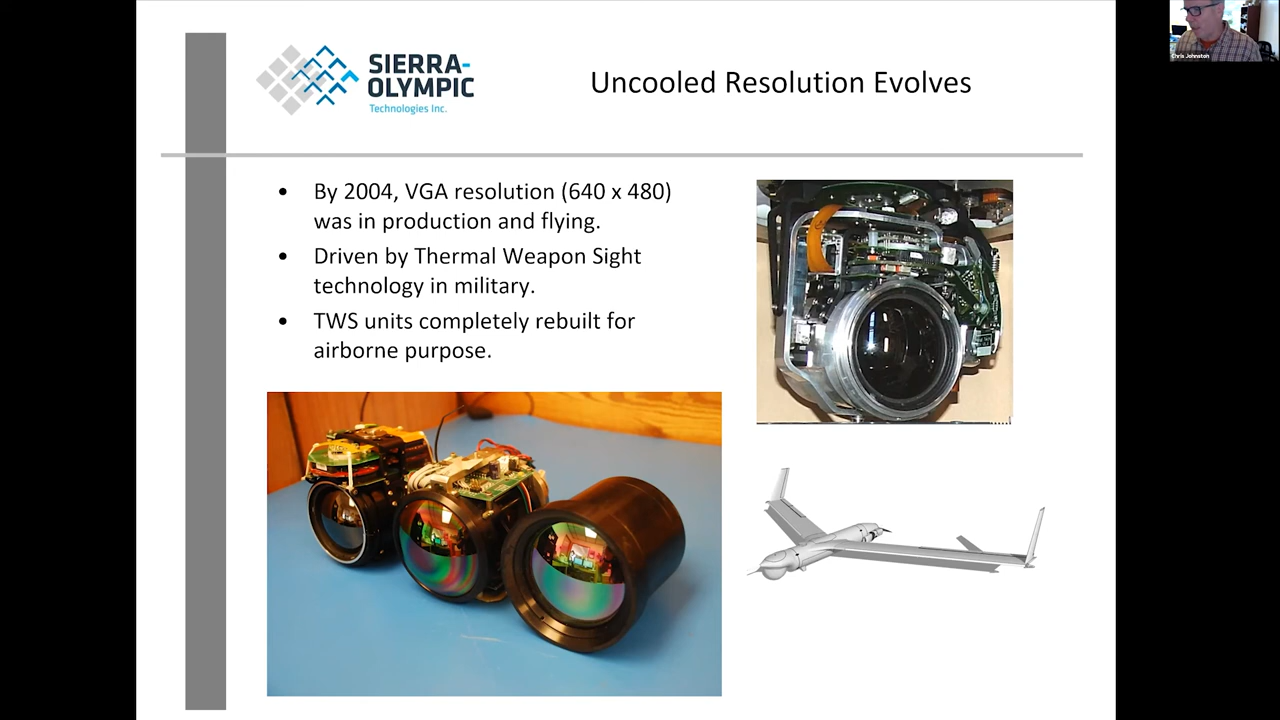 SIERRA-
OLYMPIC
Technologies Inc.
Uncooled Resolution Evolves
• By 2004, VGA resolution (640 x 480)
was in production and flying.
• Driven by Thermal Weapon Sight
technology in military.
• TWS units completely rebuilt for
airborne purpose.
Chris Johnston